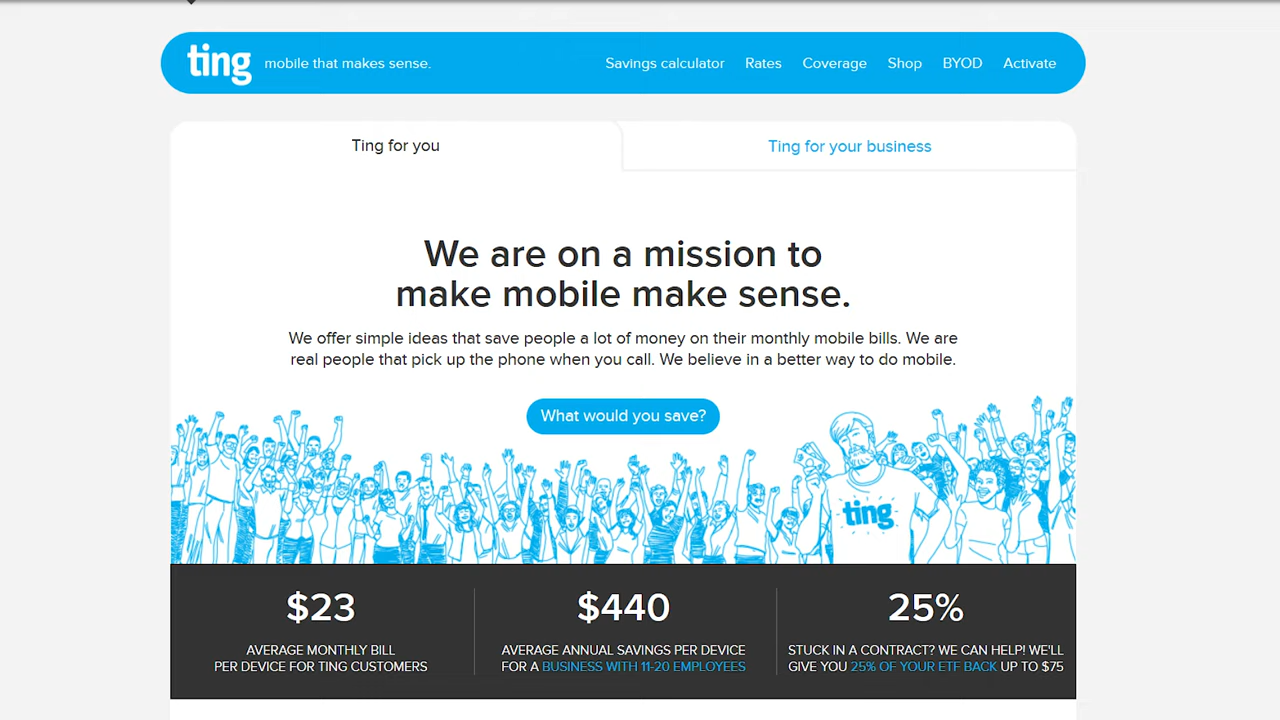 ting mobile that makes sense. Savings calculator Rates Coverage Shop BYOD Activate
Ting for you Ting for your business
We are on a mission to
make mobile make sense.
We offer simple ideas that save people a lot of money on their monthly mobile bills. We are
real people that pick up the phone when you call. We believe in a better way to do mobile.
What would you save?
ting
$23
AVERAGE MONTHLY BILL
PER DEVICE FOR TING CUSTOMERS
$440
AVERAGE ANNUAL SAVINGS PER DEVICE
FOR A BUSINESS WITH 11-20 EMPLOYEES
25%
STUCK IN A CONTRACT? WE CAN HELP! WE'LL
GIVE YOU 25% OF YOUR ETF BACK UP TO $75